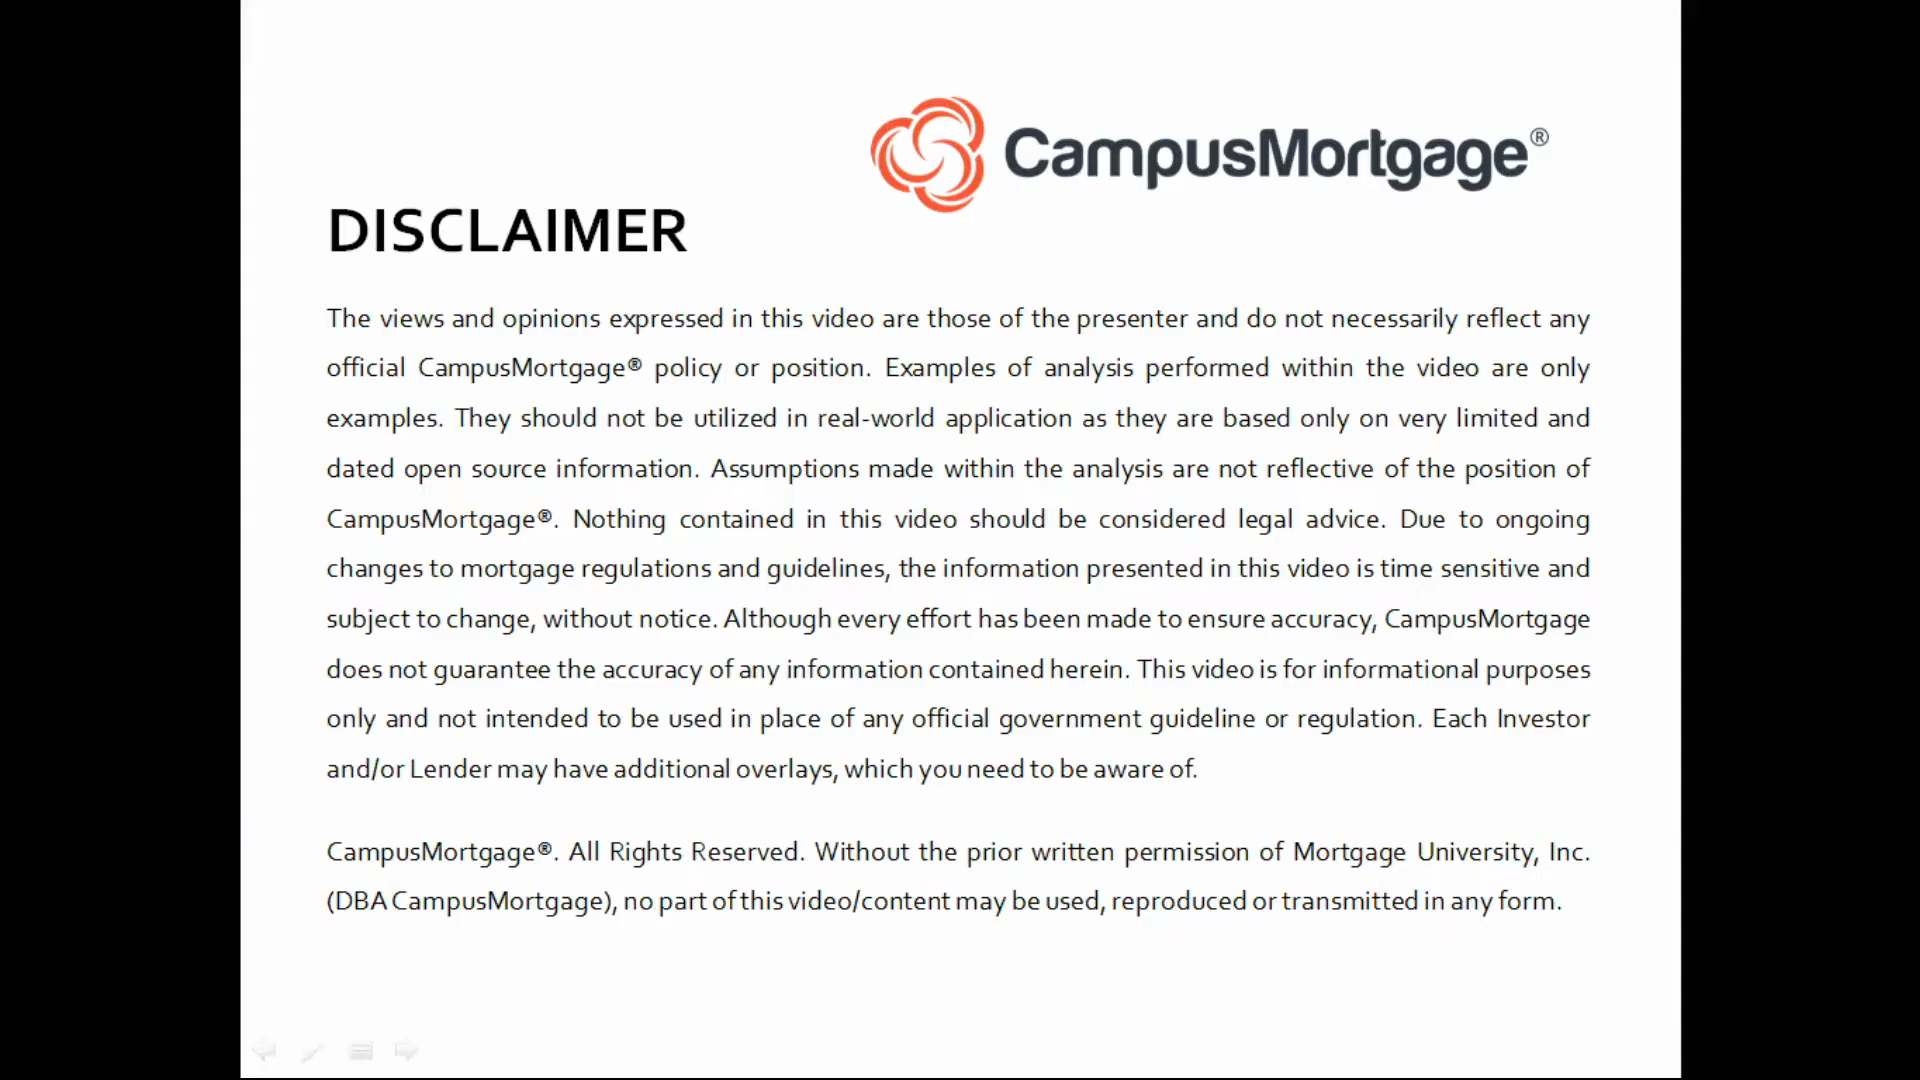 CampusMortgage®
DISCLAIMER
The views and opinions expressed in this video are those of the presenter and do not necessarily reflect any
official CampusMortgage® policy or position. Examples of analysis performed within the video are only
examples. They should not be utilized in real-world application as they are based only on very limited and
dated open source information. Assumptions made within the analysis are not reflective of the position of
CampusMortgage®. Nothing contained in this video should be considered legal advice. Due to ongoing
changes to mortgage regulations and guidelines, the information presented in this video is time sensitive and
subject to change, without notice. Although every effort has been made to ensure accuracy, CampusMortgage
does not guarantee the accuracy of any information contained herein. This video is for informational purposes
only and not intended to be used in place of any official government guideline or regulation. Each Investor
and/or Lender may have additional overlays, which you need to be aware of.
CampusMortgage®. All Rights Reserved. Without the prior written permission of Mortgage University, Inc.
(DBA CampusMortgage), no part of this video/content may be used, reproduced or transmitted in any form.